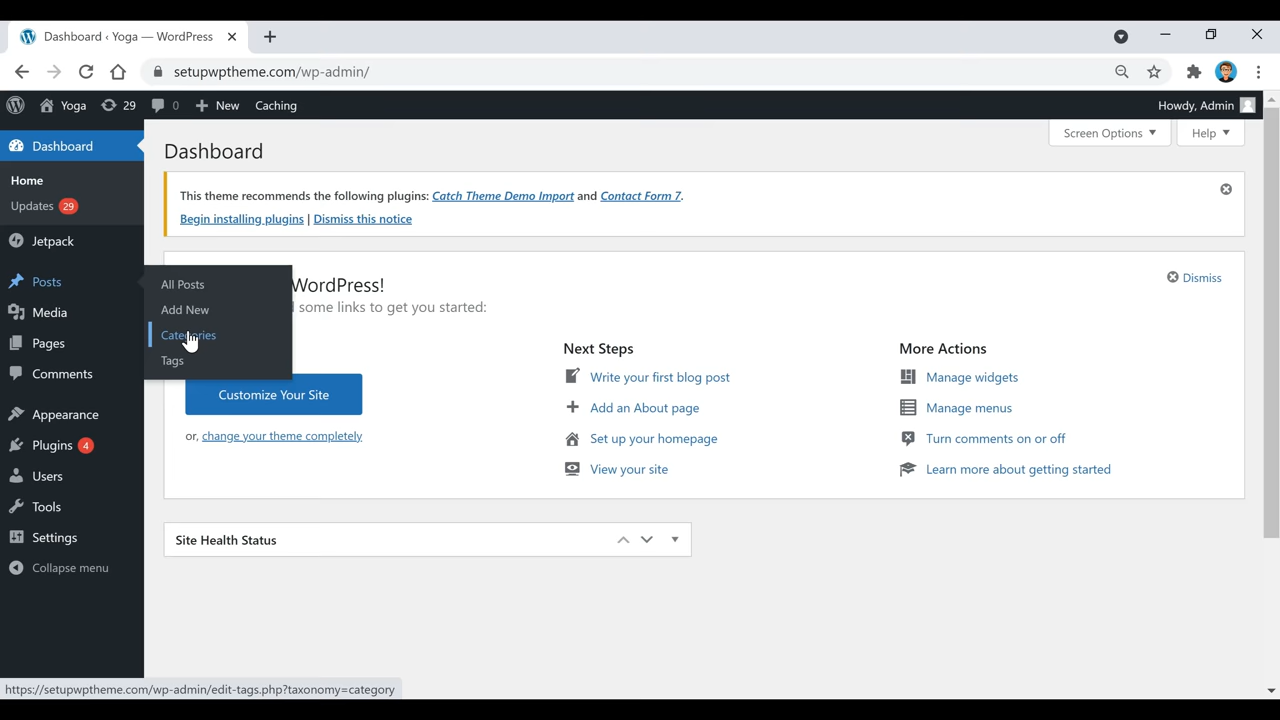 Dashboard ‹ Yoga — WordPress
setupwptheme.com/wp-admin/
Yoga 29 0 New Caching Howdy, Admin
Screen Options Help
Dashboard
Dashboard
Home
Updates 29
Jetpack
Posts
Media
Pages
Comments
Appearance
Plugins 4
Users
Tools
Settings
Collapse menu
All Posts
Add New
Categories
Tags
This theme recommends the following plugins: Catch Theme Demo Import and Contact Form 7.
Begin installing plugins | Dismiss this notice
WordPress!
Dismiss
some links to get you started:
Customize Your Site
or, change your theme completely
Next Steps
Write your first blog post
Add an About page
Set up your homepage
View your site
More Actions
Manage widgets
Manage menus
Turn comments on or off
Learn more about getting started
Site Health Status
https://setupwptheme.com/wp-admin/edit-tags.php?taxonomy=category